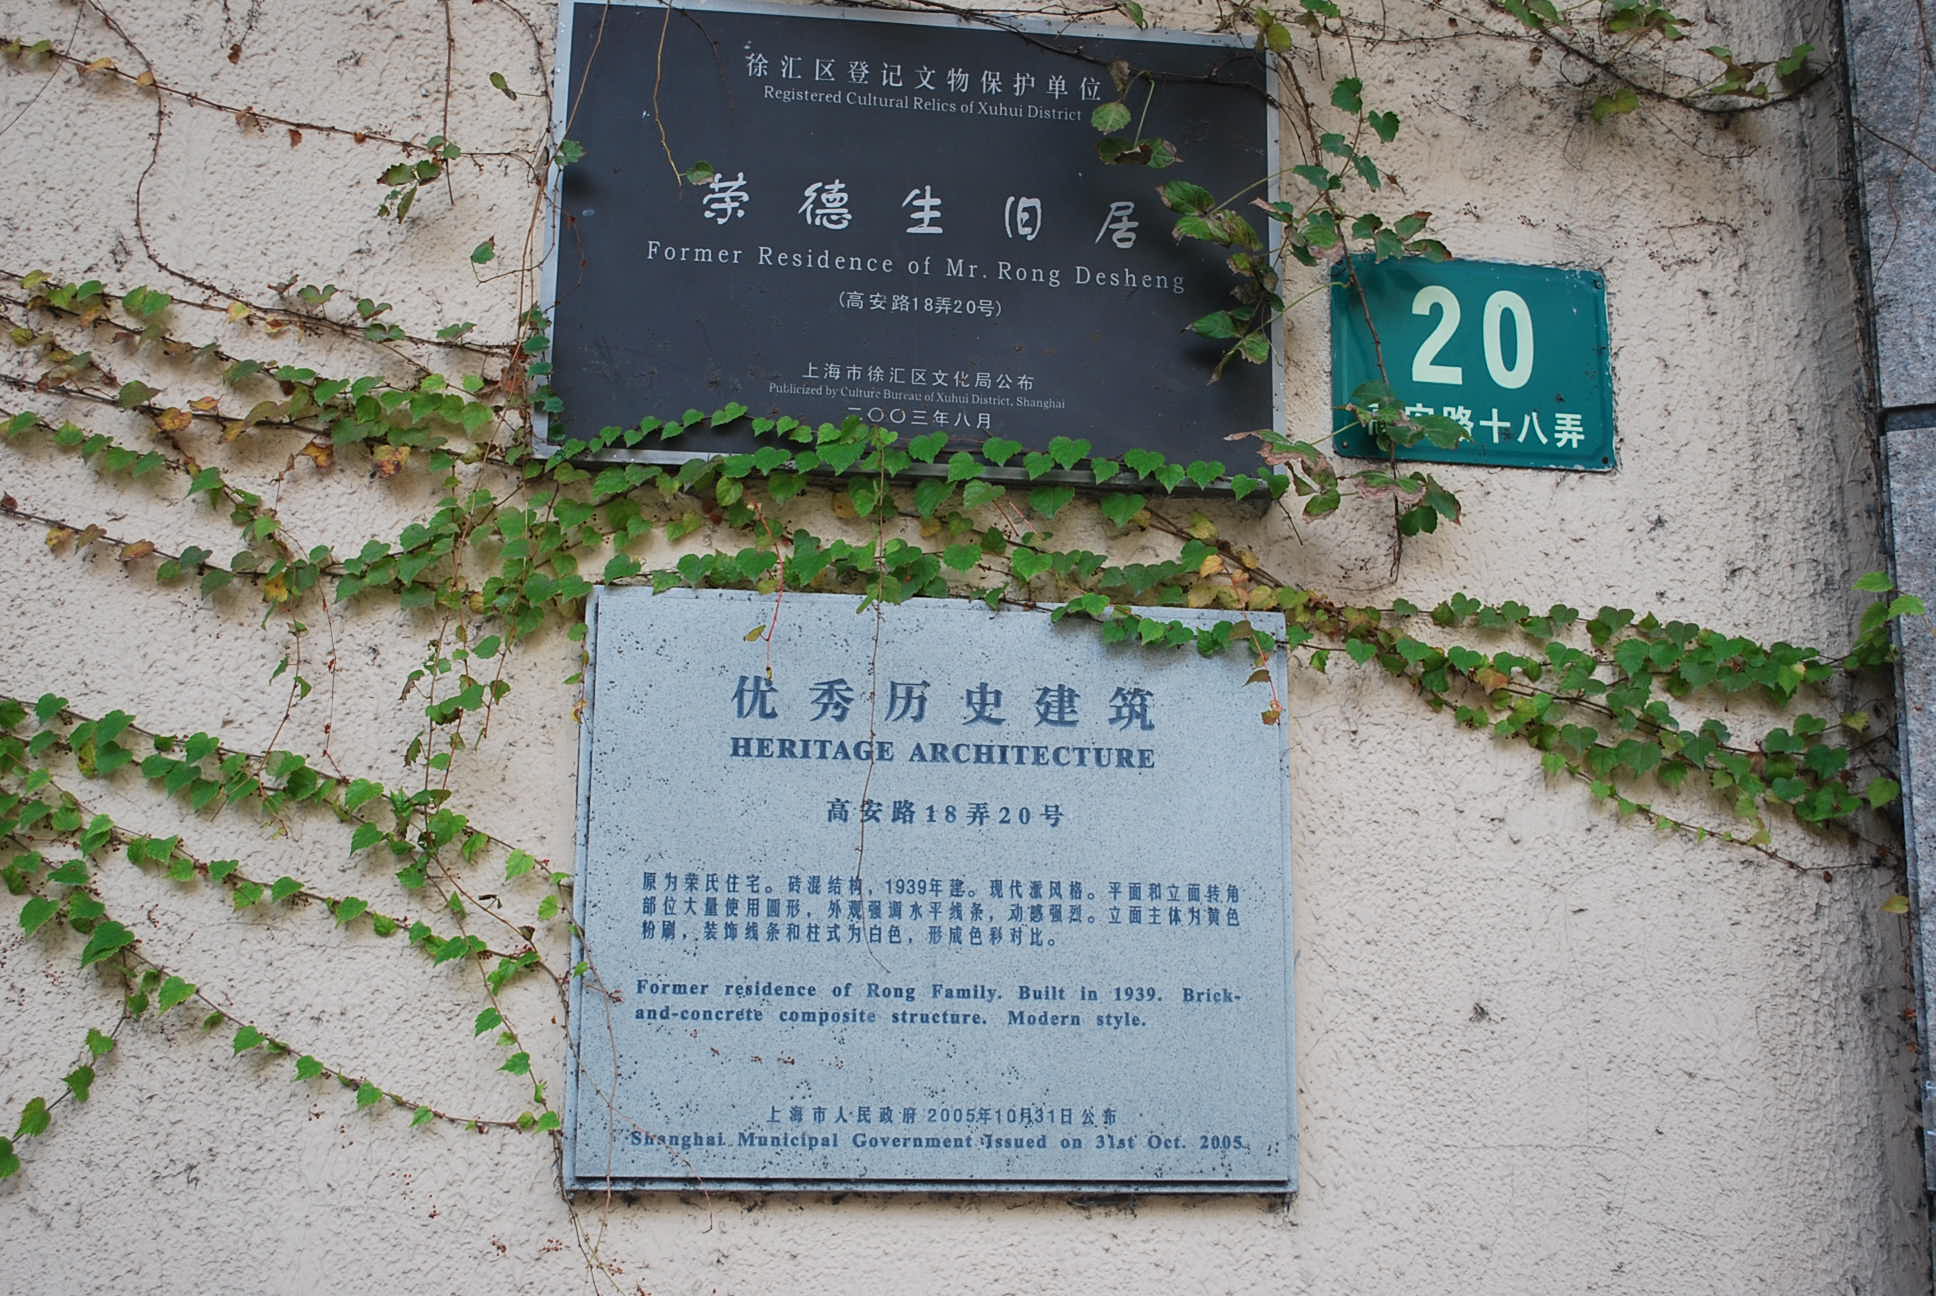 徐汇区登记文物保护单位
Registered Cultural Relics of Xuhui District
荣德生旧居
Former Residence of Mr. Rong Desheng
(高安路18弄20号)
上海市徐汇区文化局公布
Publicized by Culture Bureau of Xuhui District, Shanghai
二〇〇三年八月
20
高安路十八弄
优秀历史建筑
HERITAGE ARCHITECTURE
高安路18弄20号
原为荣氏住宅。砖混结构，1939年建。现代派风格。平面和立面转角
部位大量使用圆形，外观强调水平线条，动感强烈。立面主体为黄色
粉刷，装饰线条和柱式为白色，形成色彩对比。
Former residence of Rong Family. Built in 1939. Brick-
and-concrete composite structure. Modern style.
上海市人民政府 2005年10月31日公布
Shanghai Municipal Government Issued on 31st Oct. 2005.